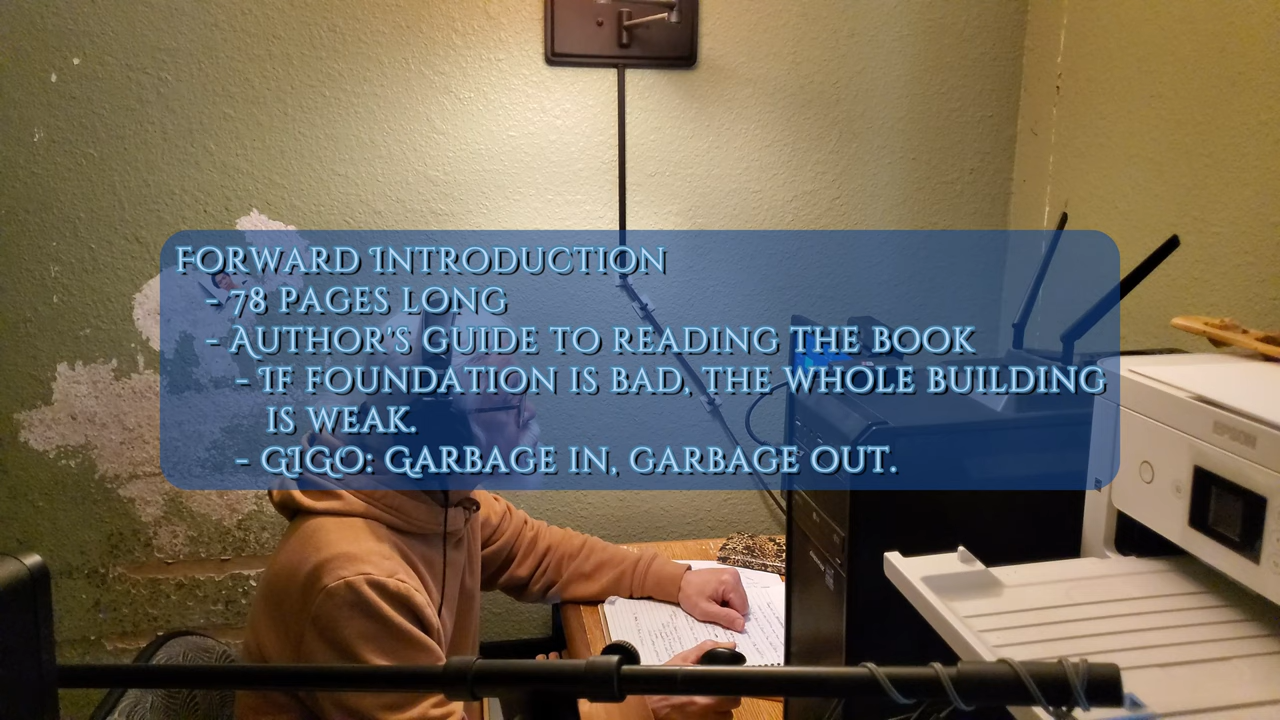 Forward Introduction
- 78 pages long
- Author's guide to reading the book
- If foundation is bad, the whole building
is weak.
- GIGO: Garbage in, garbage out.
EPSON